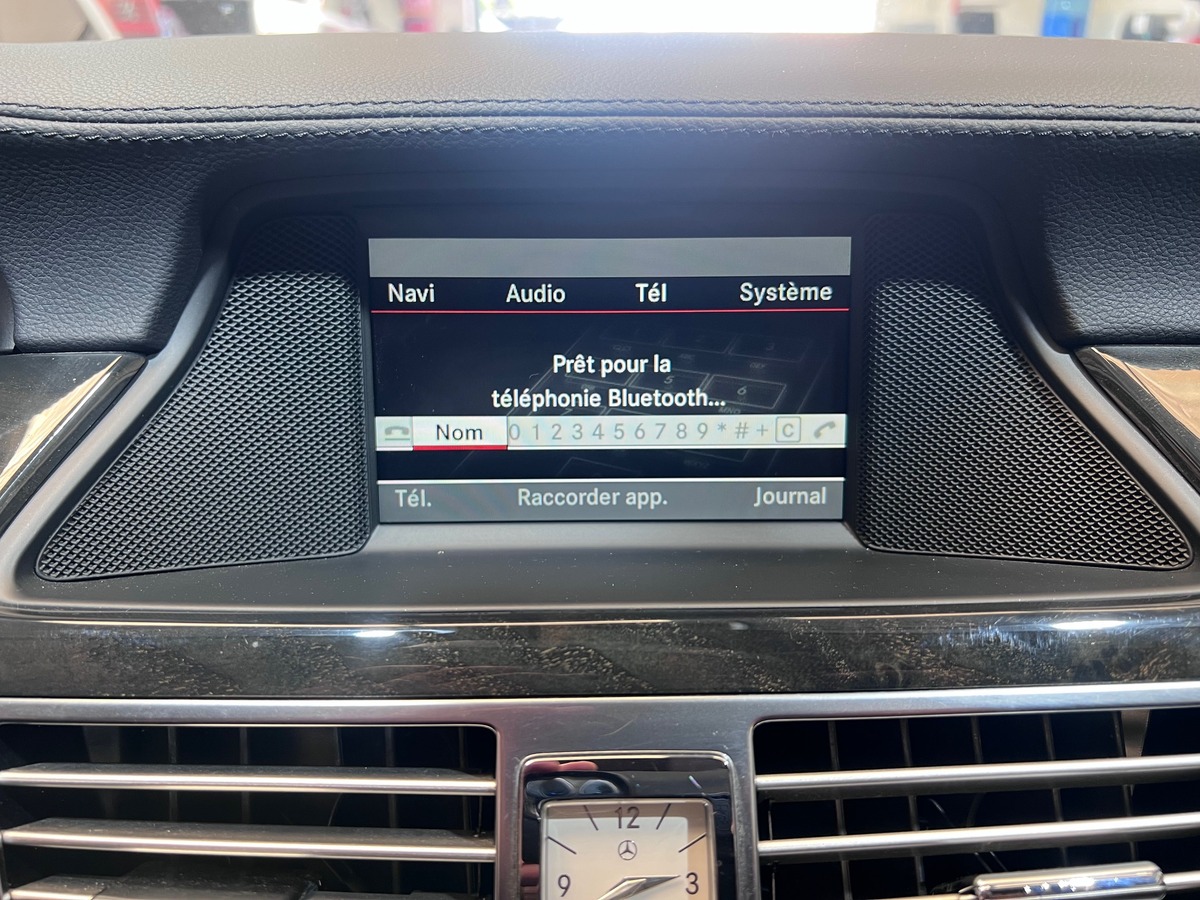 Navi Audio Tél Système
Prêt pour la
téléphonie Bluetooth...
Nom 0 1 2 3 4 5 6 7 8 9 * # + C
Tél. Raccorder app. Journal
12
9 3